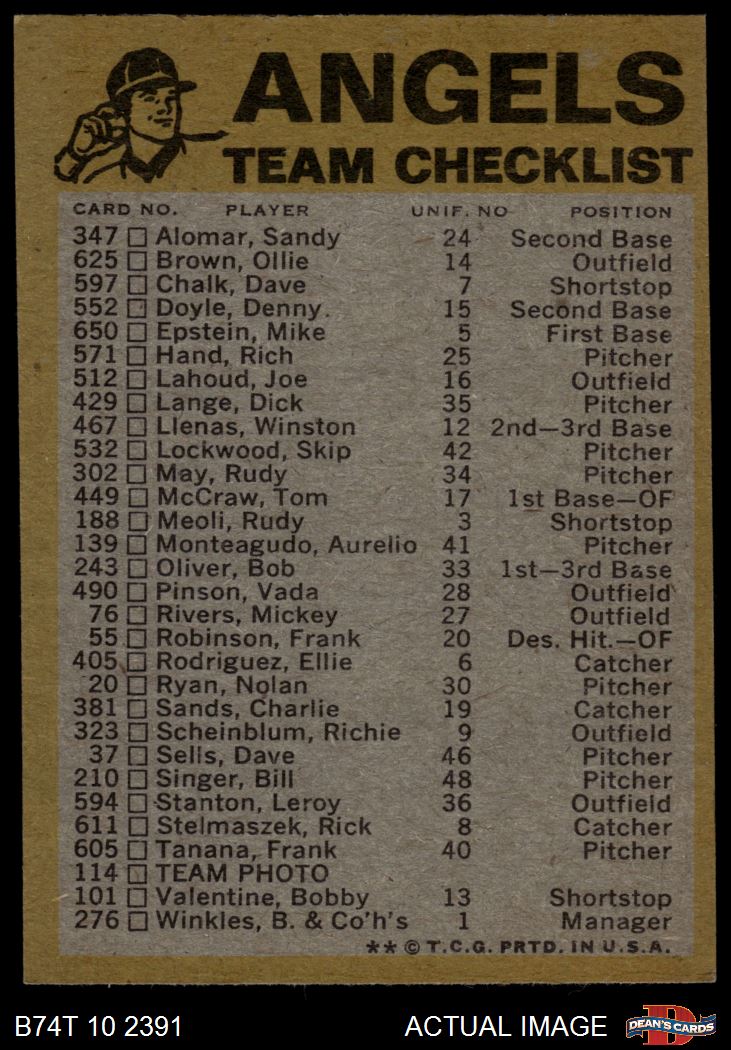 ANGELS
TEAM CHECKLIST
CARD NO. PLAYER UNIF. NO POSITION
347 Alomar, Sandy 24 Second Base
625 Brown, Ollie 14 Outfield
597 Chalk, Dave 7 Shortstop
552 Doyle, Denny. 15 Second Base
650 Epstein, Mike 5 First Base
571 Hand, Rich 25 Pitcher
512 Lahoud, Joe 16 Outfield
429 Lange, Dick 35 Pitcher
467 Llenas, Winston 12 2nd—3rd Base
532 Lockwood, Skip 42 Pitcher
302 May, Rudy 34 Pitcher
449 McCraw, Tom 17 1st Base—OF
188 Meoli, Rudy 3 Shortstop
139 Monteagudo, Aurelio 41 Pitcher
243 Oliver, Bob 33 1st—3rd Base
490 Pinson, Vada 28 Outfield
76 Rivers, Mickey 27 Outfield
55 Robinson, Frank 20 Des. Hit.—OF
405 Rodriguez, Ellie 6 Catcher
20 Ryan, Nolan 30 Pitcher
381 Sands, Charlie 19 Catcher
323 Scheinblum, Richie 9 Outfield
37 Sells, Dave 46 Pitcher
210 Singer, Bill 48 Pitcher
594 Stanton, Leroy 36 Outfield
611 Stelmaszek, Rick 8 Catcher
605 Tanana, Frank 40 Pitcher
114 TEAM PHOTO
101 Valentine, Bobby 13 Shortstop
276 Winkles, B. & Co'h's 1 Manager
** © T.C.G. PRTD. IN U.S.A.
B74T 10 2391 ACTUAL IMAGE DEAN'S CARDS